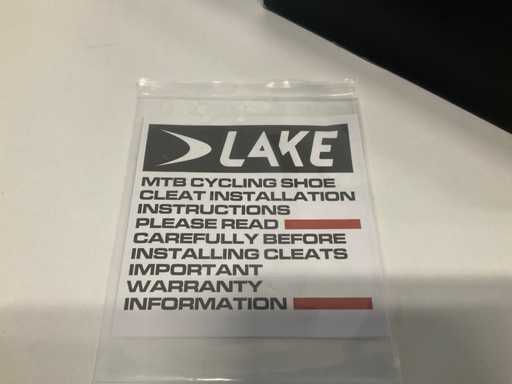 LAKE
MTB CYCLING SHOE
CLEAT INSTALLATION
INSTRUCTIONS
PLEASE READ
CAREFULLY BEFORE
INSTALLING CLEATS
IMPORTANT
WARRANTY
INFORMATION